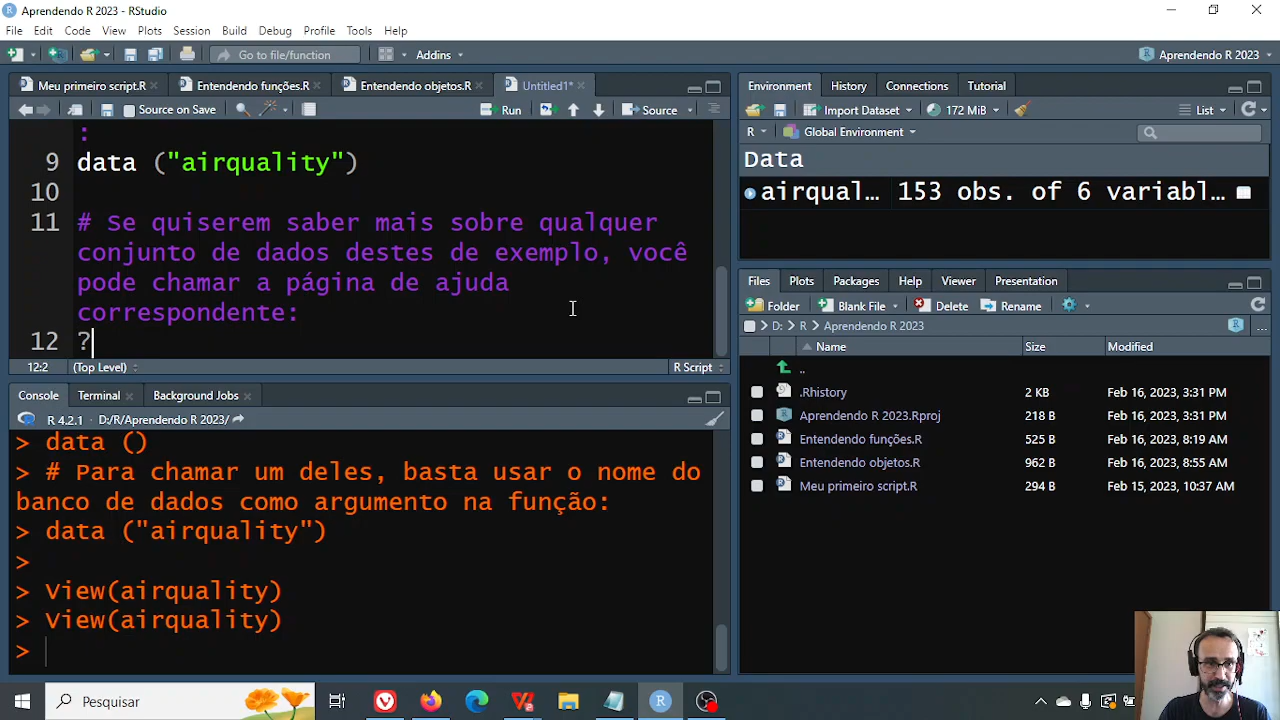 Aprendendo R 2023 - RStudio
File Edit Code View Plots Session Build Debug Profile Tools Help
Go to file/function Addins Aprendendo R 2023
Meu primeiro script.R Entendendo funções.R Entendendo objetos.R Untitled1*
Source on Save Run Source
:
9 data ("airquality")
10
11 # Se quiserem saber mais sobre qualquer
conjunto de dados destes de exemplo, você
pode chamar a página de ajuda
correspondente:
12 ?
12:2 (Top Level) R Script
Console Terminal Background Jobs
R 4.2.1 · D:/R/Aprendendo R 2023/
> data ()
> # Para chamar um deles, basta usar o nome do
banco de dados como argumento na função:
> data ("airquality")
>
> View(airquality)
> View(airquality)
>
Environment History Connections Tutorial
Import Dataset 172 MiB List
R Global Environment
Data
airqual… 153 obs. of 6 variabl…
Files Plots Packages Help Viewer Presentation
Folder Blank File Delete Rename
D: R Aprendendo R 2023 ...
Name Size Modified
..
.Rhistory 2 KB Feb 16, 2023, 3:31 PM
Aprendendo R 2023.Rproj 218 B Feb 16, 2023, 3:31 PM
Entendendo funções.R 525 B Feb 16, 2023, 8:19 AM
Entendendo objetos.R 962 B Feb 16, 2023, 8:55 AM
Meu primeiro script.R 294 B Feb 15, 2023, 10:37 AM
Pesquisar